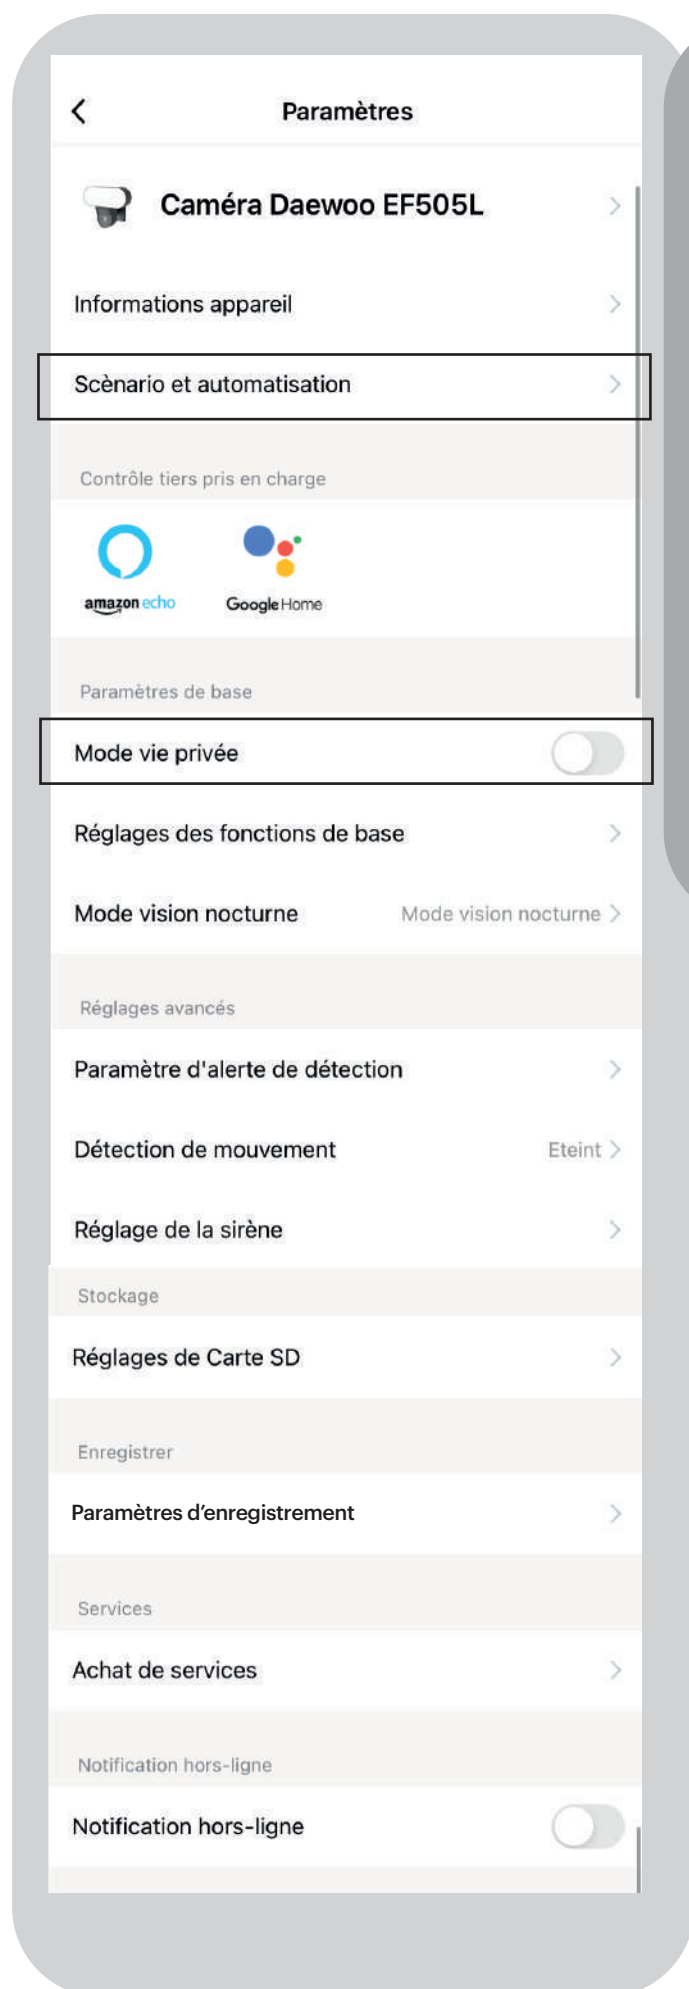 Paramètres
Caméra Daewoo EF505L
Informations appareil
Scènario et automatisation
Contrôle tiers pris en charge
amazon echo
Google Home
Paramètres de base
Mode vie privée
Réglages des fonctions de base
Mode vision nocturne Mode vision nocturne
Réglages avancés
Paramètre d'alerte de détection
Détection de mouvement Eteint
Réglage de la sirène
Stockage
Réglages de Carte SD
Enregistrer
Paramètres d’enregistrement
Services
Achat de services
Notification hors-ligne
Notification hors-ligne